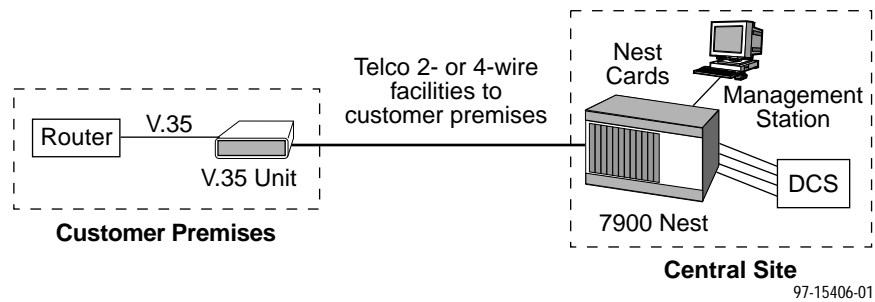 Router
V.35
V.35 Unit
Customer Premises
Telco 2- or 4-wire
facilities to
customer premises
Nest
Cards
Management
Station
DCS
7900 Nest
Central Site
97-15406-01